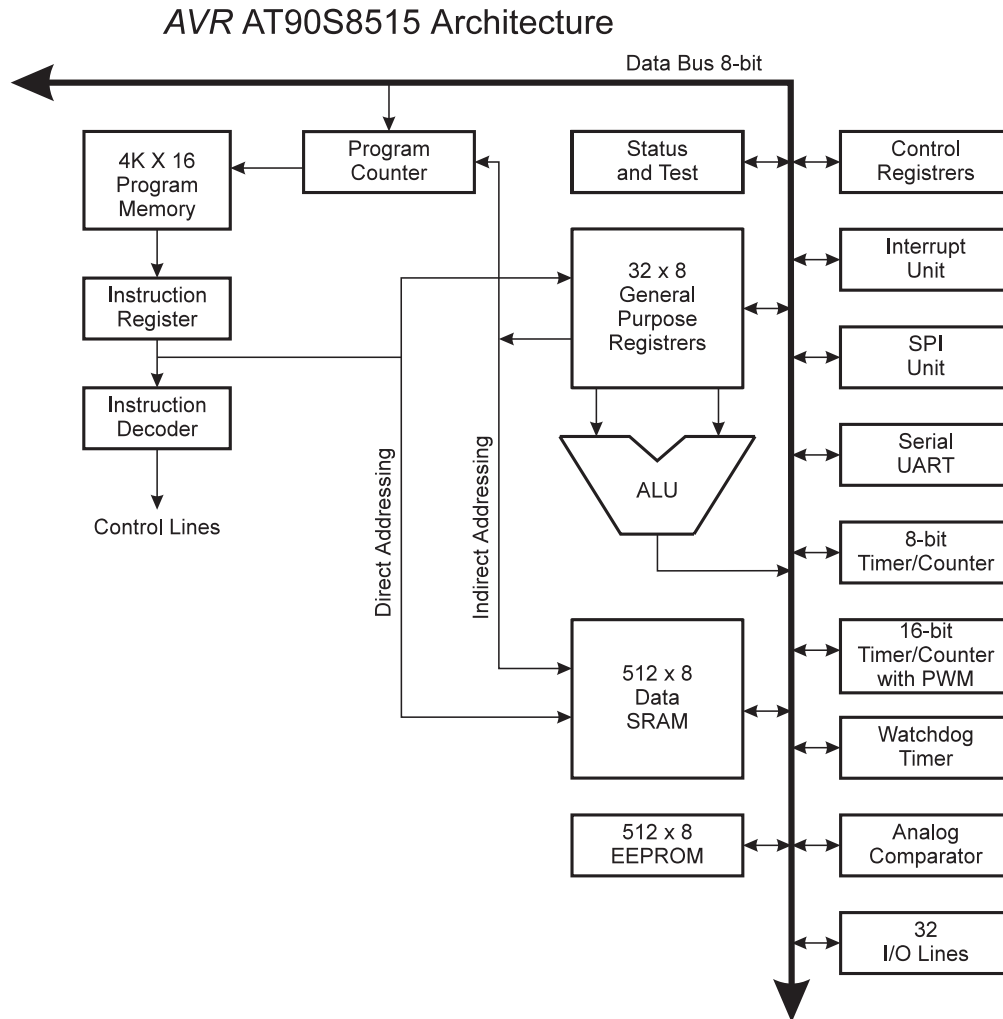 AVR AT90S8515 Architecture
Data Bus 8-bit
4K X 16
Program
Memory
Program
Counter
Status
and Test
Control
Registrers
Instruction
Register
32 x 8
General
Purpose
Registrers
Interrupt
Unit
SPI
Unit
Instruction
Decoder
Control Lines
Direct Addressing
Indirect Addressing
ALU
Serial
UART
8-bit
Timer/Counter
512 x 8
Data
SRAM
16-bit
Timer/Counter
with PWM
Watchdog
Timer
512 x 8
EEPROM
Analog
Comparator
32
I/O Lines